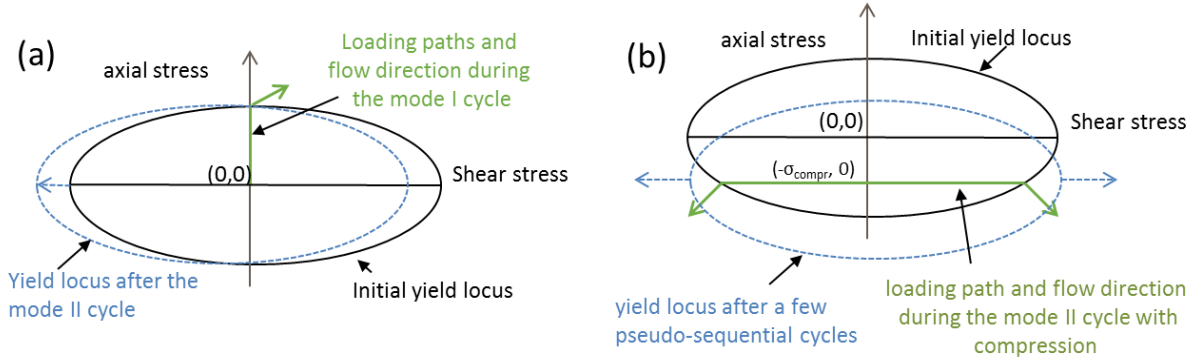 (a)
axial stress
Loading paths and
flow direction during
the mode I cycle
(0,0)
Shear stress
Yield locus after the
mode II cycle
Initial yield locus
(b)
axial stress
Initial yield locus
(0,0)
Shear stress
(-σcompr, 0)
yield locus after a few
pseudo-sequential cycles
loading path and flow direction
during the mode II cycle with
compression